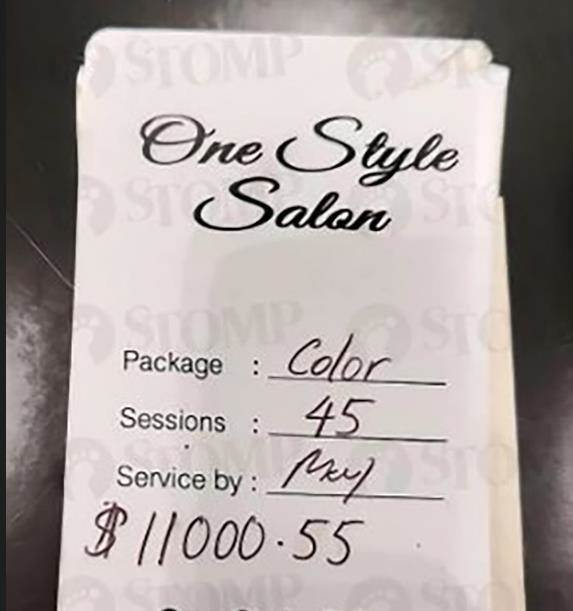 One Style
Salon
Package : Color
Sessions : 45
Service by :
$11000.55